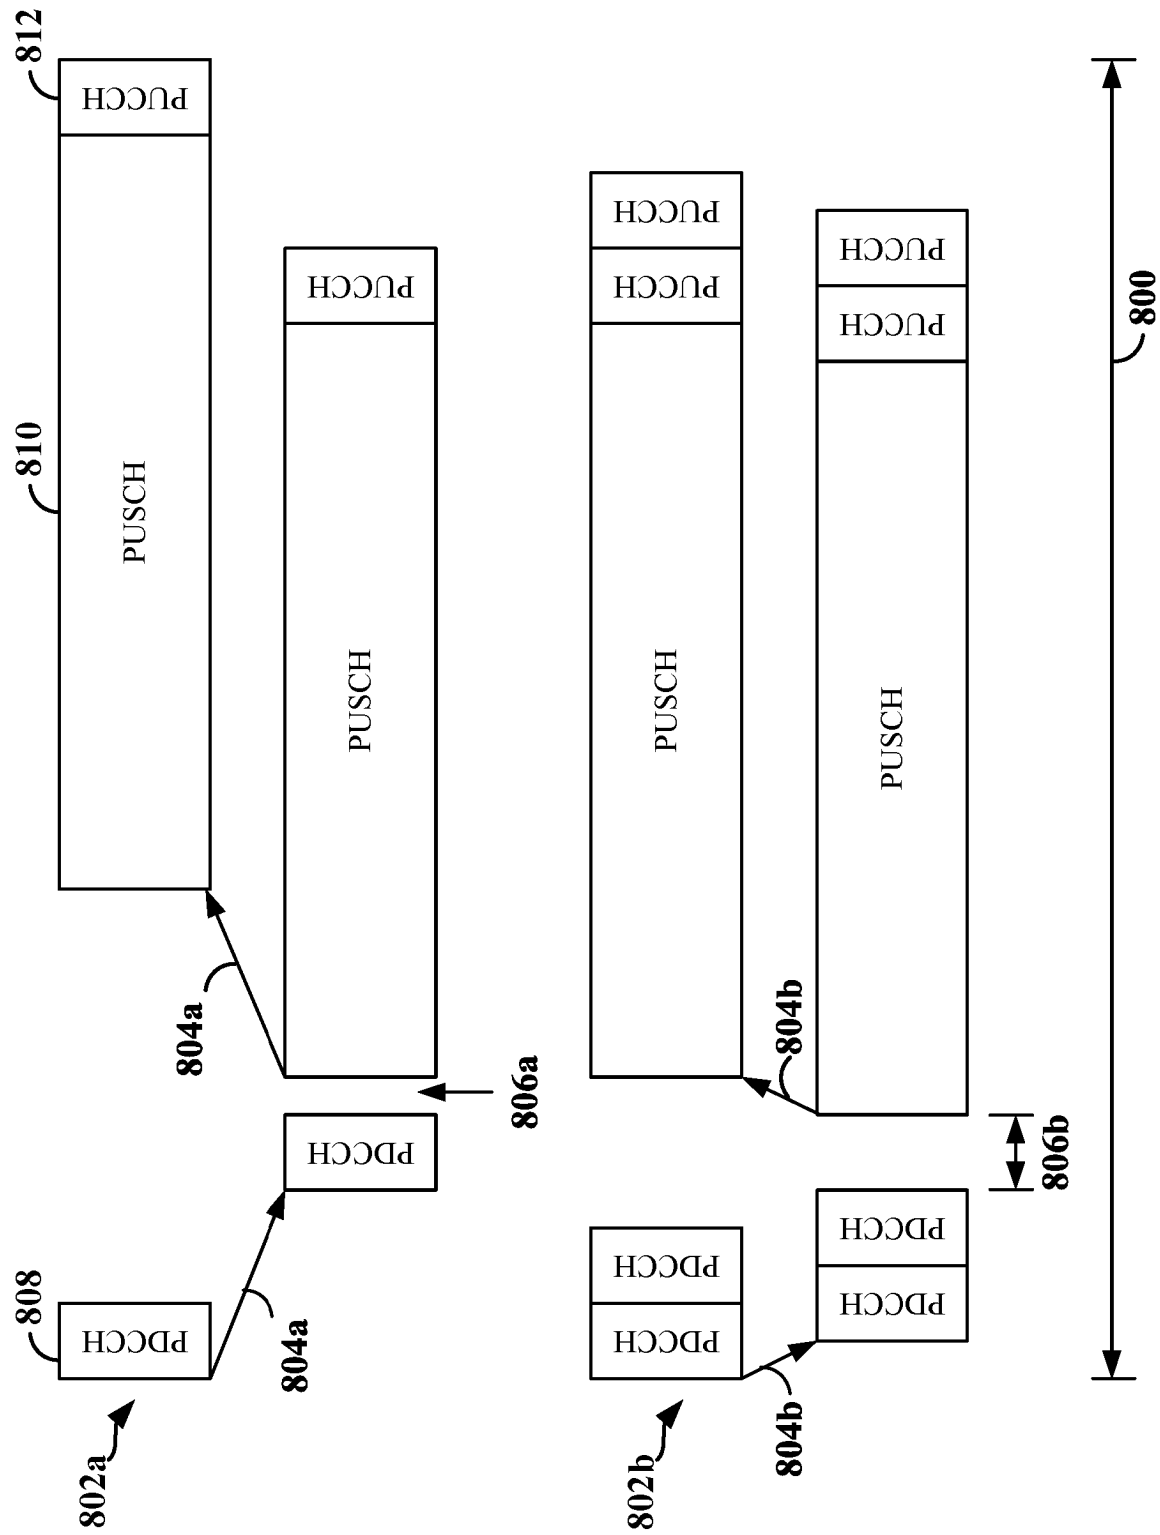 802a
808
PDCCH
804a
PDCCH
806a
804a
810
PUSCH
812
PUCCH
PUSCH
PUCCH
802b
PDCCH
PDCCH
804b
PDCCH
PDCCH
806b
804b
PUSCH
PUCCH
PUCCH
PUSCH
PUCCH
PUCCH
800